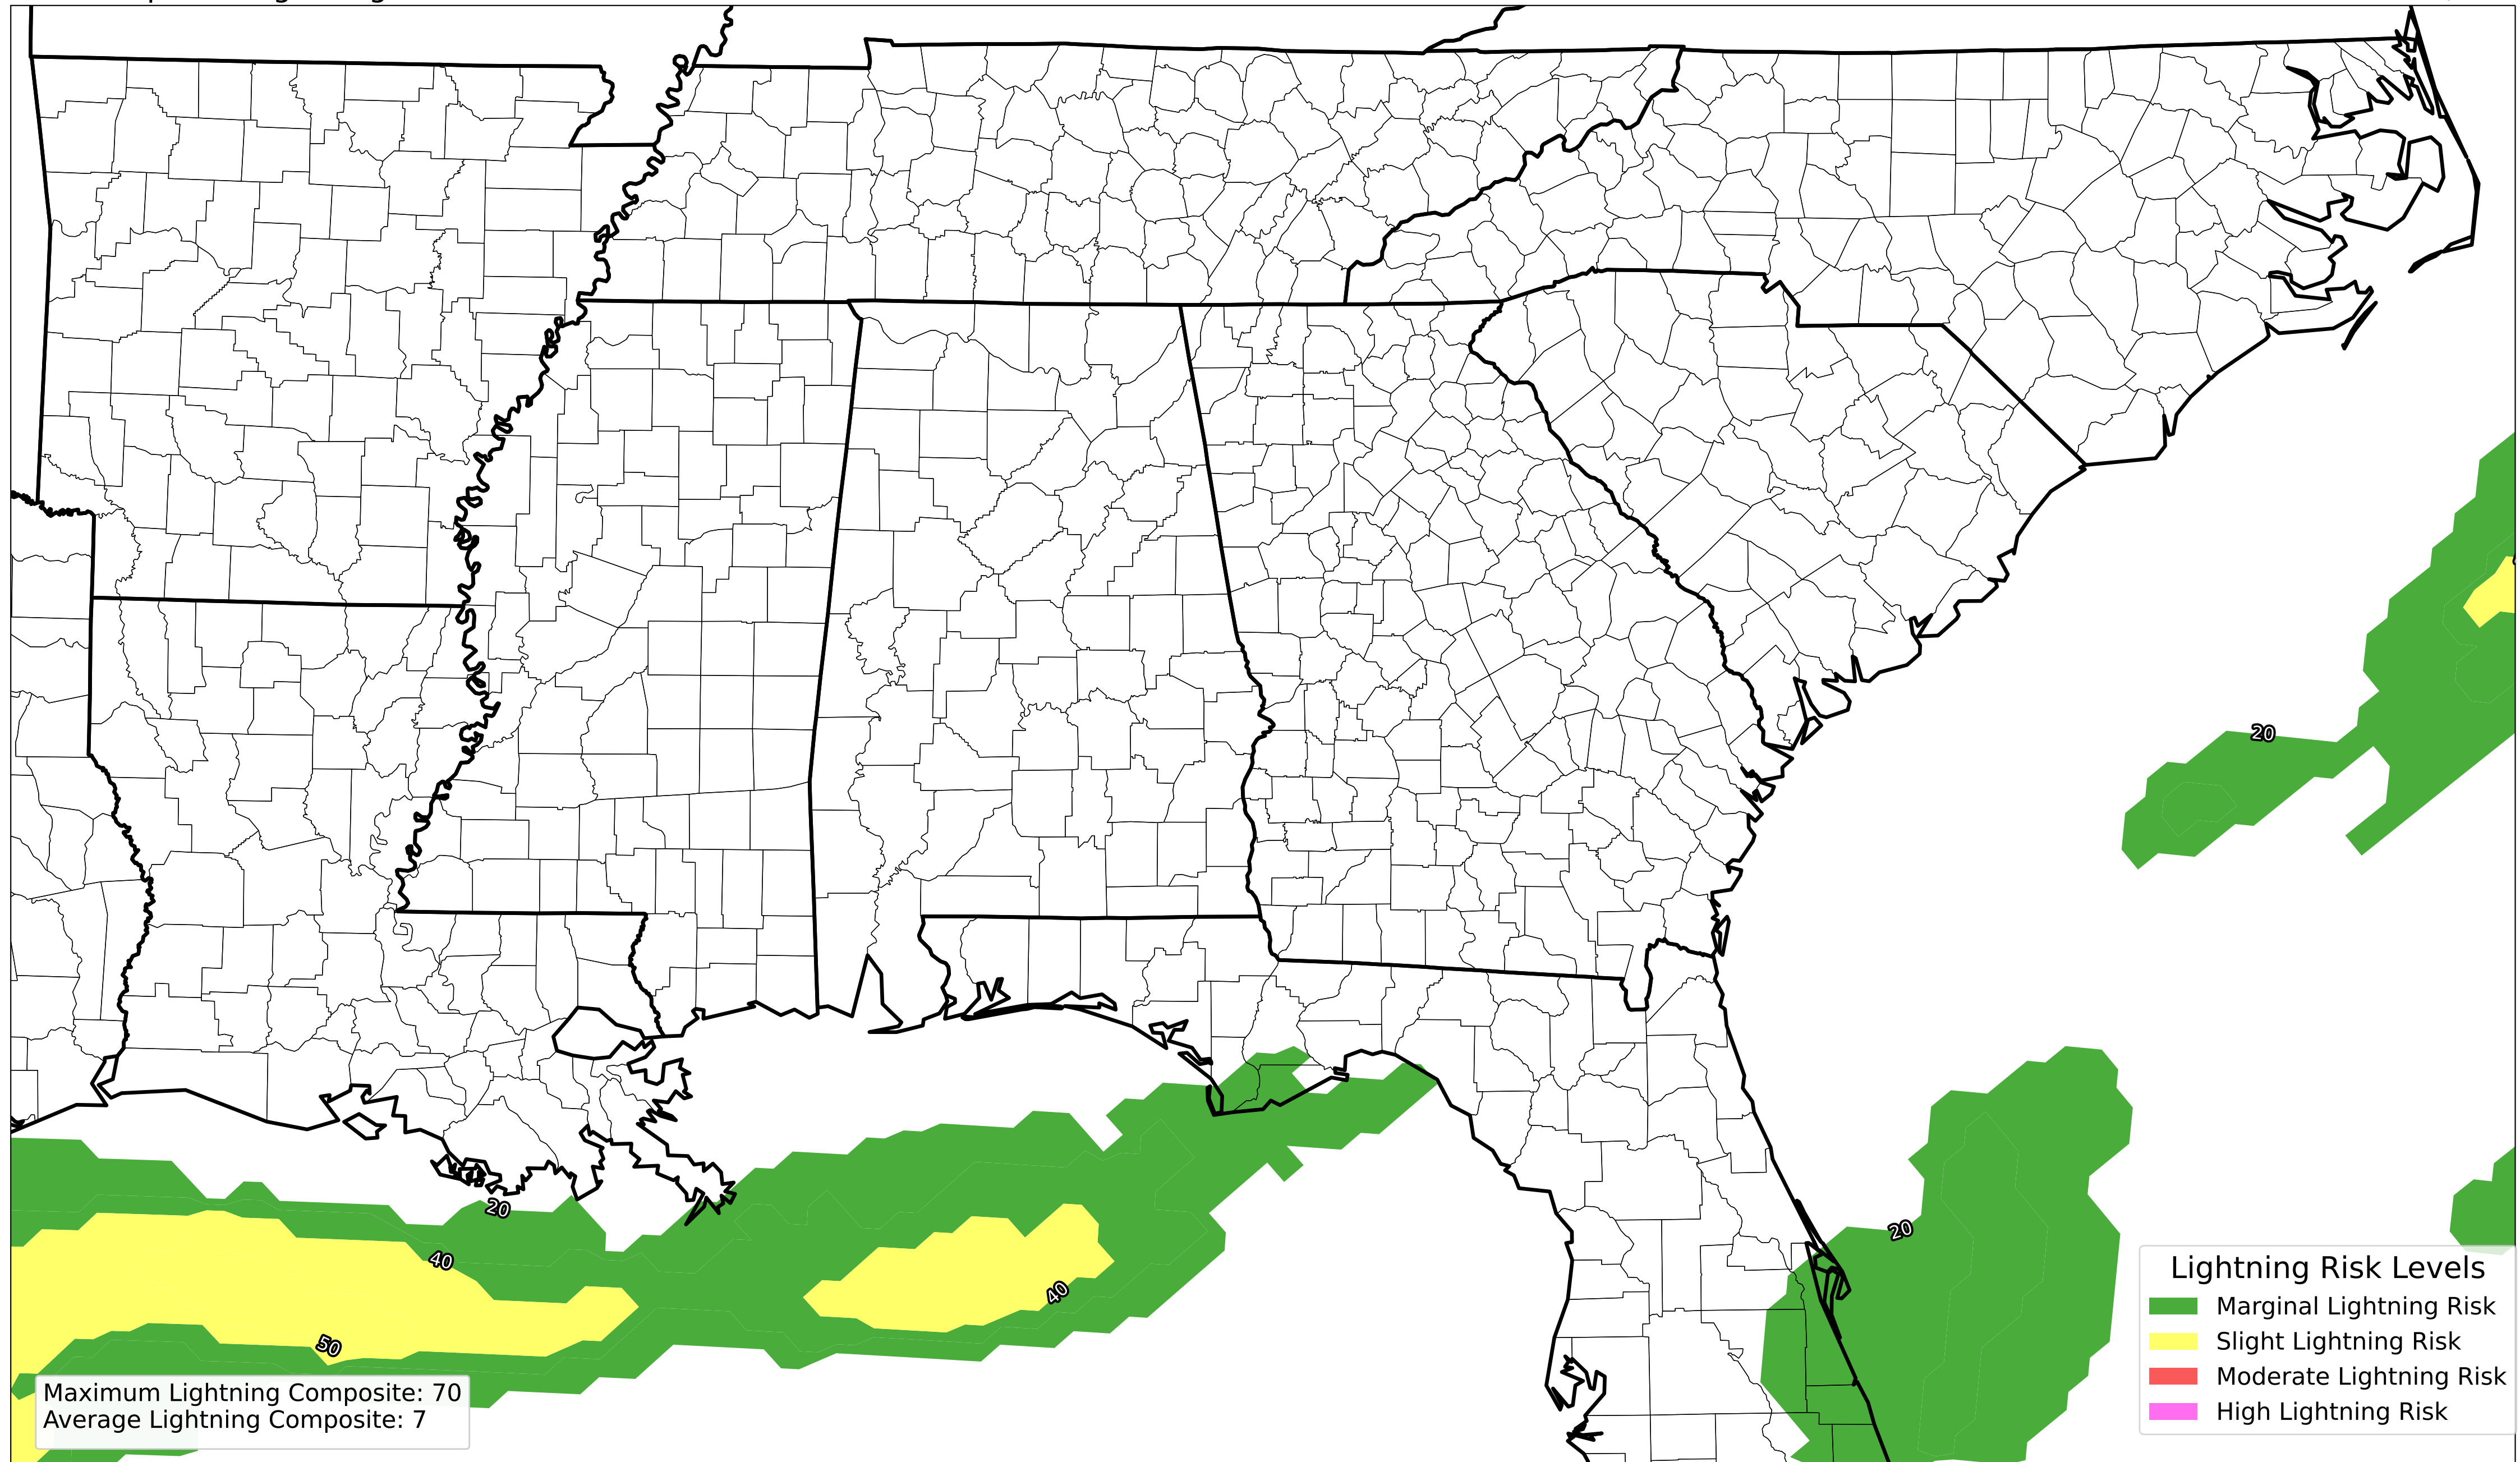 20
20
20
40
40
50
Lightning Risk Levels
Marginal Lightning Risk
Slight Lightning Risk
Moderate Lightning Risk
High Lightning Risk
Maximum Lightning Composite: 70
Average Lightning Composite: 7